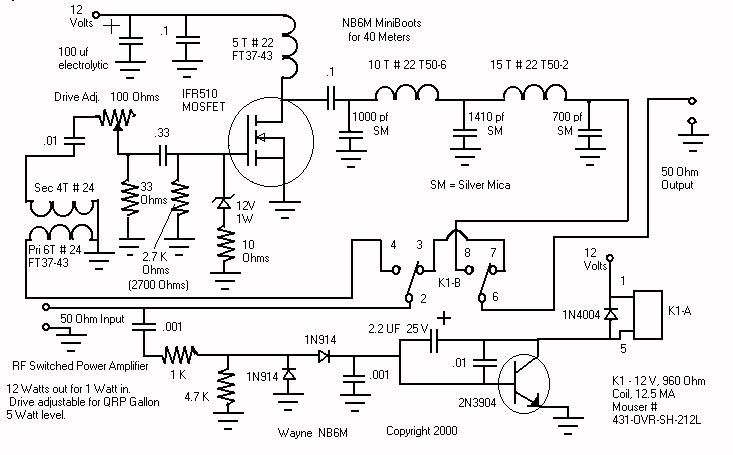 12
Volts
NB6M MiniBoots
for 40 Meters
.1
5 T # 22
FT37-43
100 uf
electrolytic
10 T # 22 T50-6
15 T # 22 T50-2
.1
IFR510
MOSFET
Drive Adj.
100 Ohms
1000 pf
SM
1410 pf
SM
700 pf
SM
.01
.33
50 Ohm
Output
Sec 4T # 24
33
Ohms
12V
1W
SM = Silver Mica
Pri 6T # 24
FT37-43
2.7 K
Ohms
(2700 Ohms)
10
Ohms
4
3
8
7
K1-B
2
6
12
Volts
1
K1-A
1N4004
5
50 Ohm Input
.001
2.2 UF 25 V
1N914
RF Switched Power Amplifier
1 K
1N914
.001
.01
12 Watts out for 1 Watt in.
Drive adjustable for QRP Gallon
5 Watt level.
4.7 K
2N3904
K1 - 12 V, 960 Ohm
Coil, 12.5 MA
Mouser #
431-OVR-SH-212L
Wayne NB6M
Copyright 2000